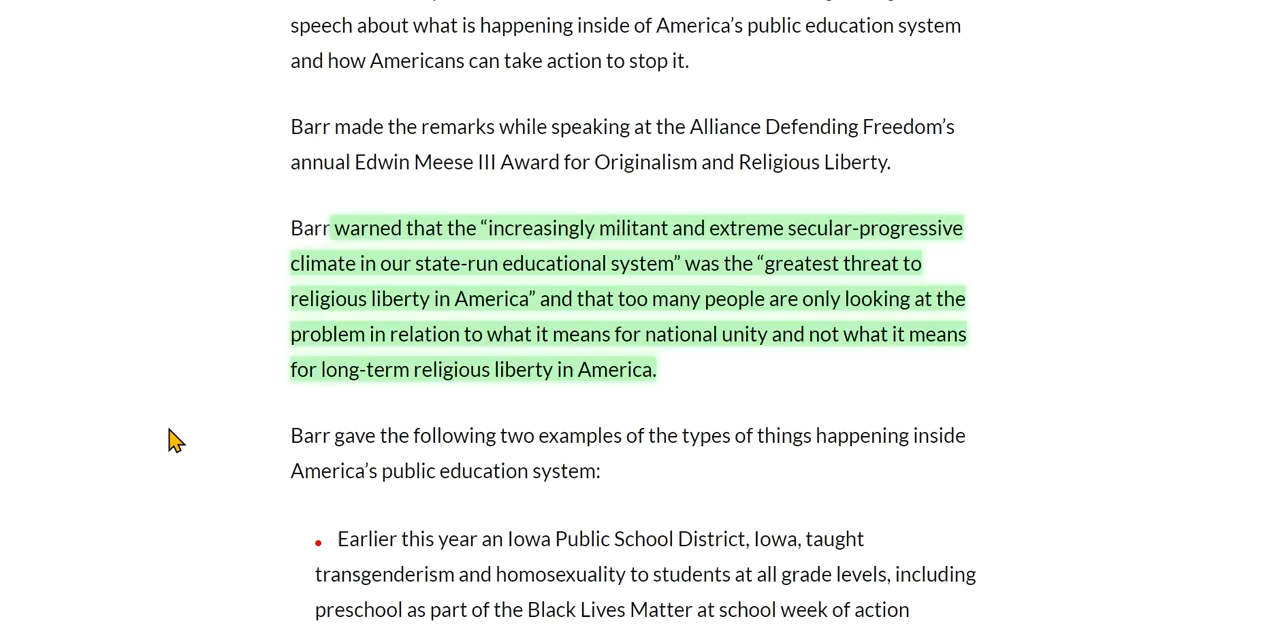 speech about what is happening inside of America’s public education system
and how Americans can take action to stop it.
Barr made the remarks while speaking at the Alliance Defending Freedom’s
annual Edwin Meese III Award for Originalism and Religious Liberty.
Barr warned that the “increasingly militant and extreme secular-progressive
climate in our state-run educational system” was the “greatest threat to
religious liberty in America” and that too many people are only looking at the
problem in relation to what it means for national unity and not what it means
for long-term religious liberty in America.
Barr gave the following two examples of the types of things happening inside
America’s public education system:
• Earlier this year an Iowa Public School District, Iowa, taught
transgenderism and homosexuality to students at all grade levels, including
preschool as part of the Black Lives Matter at school week of action